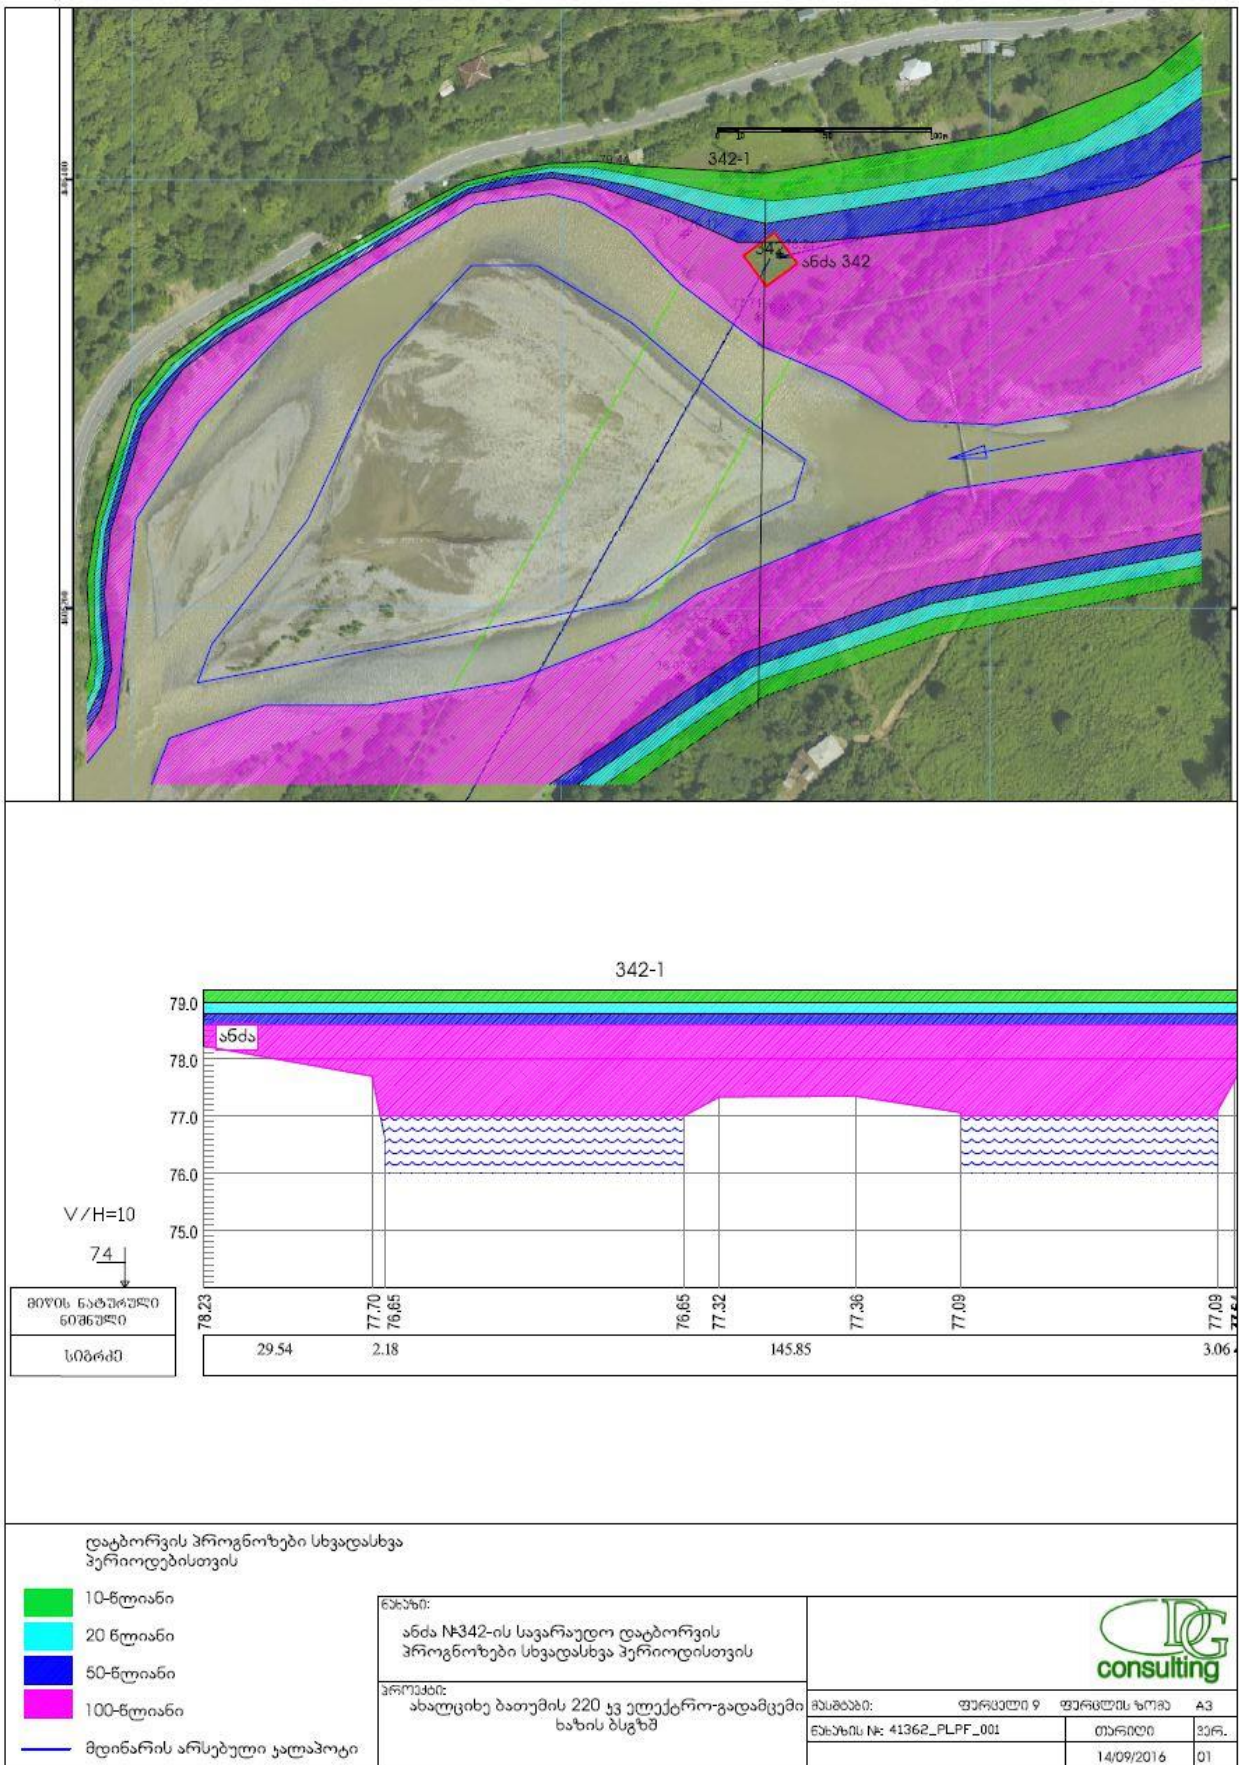 342-1
ანძა 342
342-1
79.0
ანძა
78.0
77.0
76.0
V/H=10
75.0
74
მიწის ნატურული
ნიშნული
78.23
77.70
76.65
76.65
77.32
77.36
77.09
77.09
სიგრძე
29.54
2.18
145.85
3.06
დატბორვის პროგნოზები სხვადასხვა
პერიოდებისთვის
10-წლიანი
20 წლიანი
50-წლიანი
100-წლიანი
მდინარის არსებული კალაპოტი
ნახაზი:
ანძა №342-ის სავარაუდო დატბორვის
პროგნოზები სხვადასხვა პერიოდისთვის
პროექტი:
ახალციხე ბათუმის 220 კვ ელექტრო-გადამცემი
ხაზის ბსგზშ
DG
consulting
მასშტაბი: ფურცელი 9 ფურცლის ზომა A3
ნახაზის №: 41362_PLPF_001 თარიღი ვერ.
14/09/2016 01